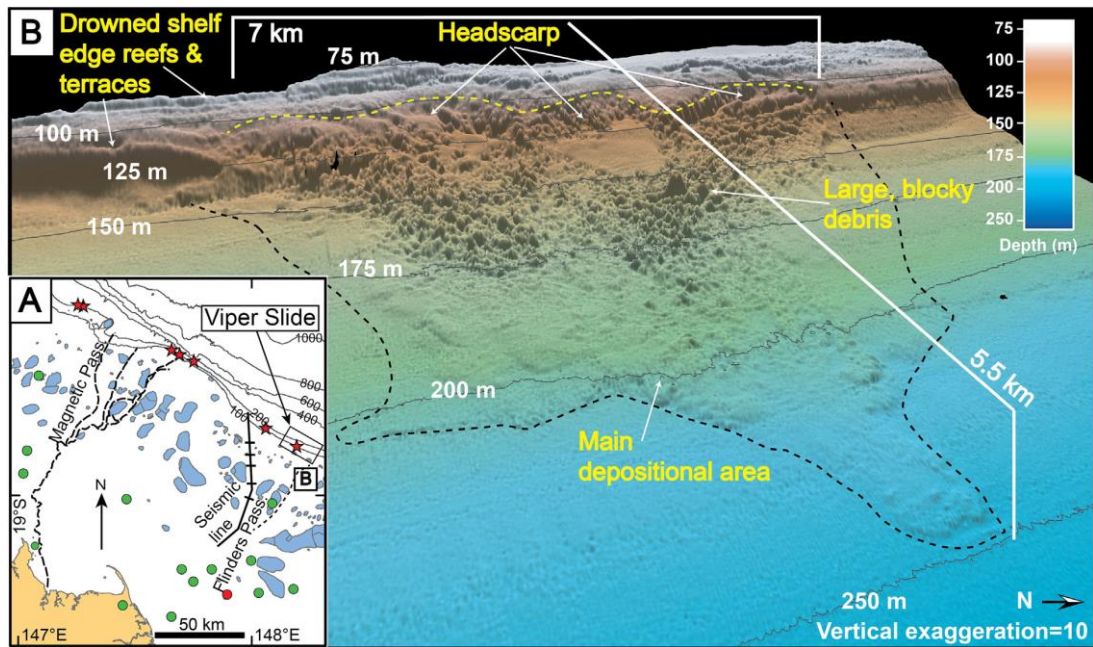 B
Drowned shelf
edge reefs &
terraces
7 km
75 m
Headscarp
75
100
125
150
175
200
250
Depth (m)
100 m
125 m
150 m
175 m
200 m
Large, blocky
debris
5.5 km
Main
depositional area
250 m
N
Vertical exaggeration=10
A
Viper Slide
Magnetic Pass.
1000
800
600
400
200
100
B
N
19°S
Seismic
line
Flinders Pass.
50 km
147°E
148°E